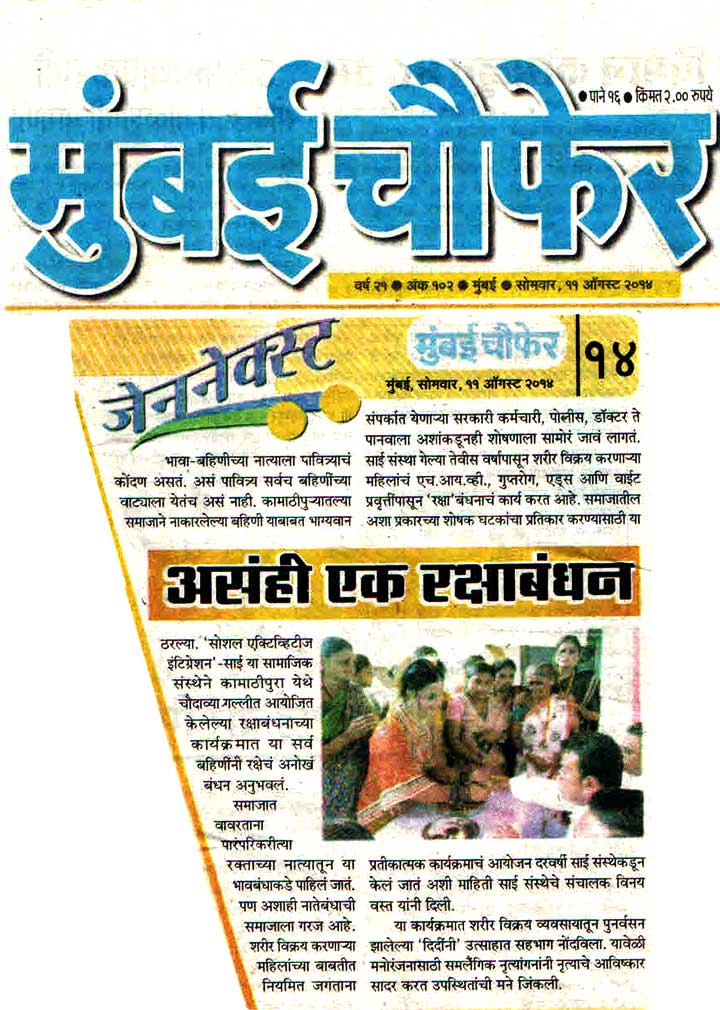 • पाने १६ • किंमत २.०० रुपये
मुंबई चौफेर
वर्ष २१ • अंक १०२ • मुंबई • सोमवार, ११ ऑगस्ट २०१४
जेननेक्स्ट
मुंबई चौफेर
मुंबई, सोमवार, ११ ऑगस्ट २०१४
१४
असंही एक रक्षाबंधन
भावा-बहिणीच्या नात्याला पावित्र्याचं
कोंदण असतं. असं पावित्र्य सर्वच बहिणींच्या
वाट्याला येतंच असं नाही. कामाठीपुऱ्यातल्या
समाजाने नाकारलेल्या बहिणी याबाबत भाग्यवान
ठरल्या. 'सोशल एक्टिव्हिटीज
इंटिग्रेशन'-साई या सामाजिक
संस्थेने कामाठीपुरा येथे
चौदाव्या गल्लीत आयोजित
केलेल्या रक्षाबंधनाच्या
कार्यक्रमात या सर्व
बहिणींनी रक्षेचं अनोखं
बंधन अनुभवलं.
समाजात
वावरताना
पारंपरिकरीत्या
रक्ताच्या नात्यातून या
भावबंधाकडे पाहिलं जातं.
पण अशाही नातेबंधाची
समाजाला गरज आहे.
शरीर विक्रय करणाऱ्या
महिलांच्या बाबतीत
नियमित जगताना
संपर्कात येणाऱ्या सरकारी कर्मचारी, पोलीस, डॉक्टर ते
पानवाला अशांकडूनही शोषणाला सामोरं जावं लागतं.
साई संस्था गेल्या तेवीस वर्षांपासून शरीर विक्रय करणाऱ्या
महिलांचं एच.आय.व्ही., गुप्तरोग, एड्स आणि वाईट
प्रवृत्तींपासून 'रक्षा'बंधनाचं कार्य करत आहे. समाजातील
अशा प्रकारच्या शोषक घटकांचा प्रतिकार करण्यासाठी या
प्रतीकात्मक कार्यक्रमाचं आयोजन दरवर्षी साई संस्थेकडून
केलं जातं अशी माहिती साई संस्थेचे संचालक विनय
वस्त यांनी दिली.
या कार्यक्रमात शरीर विक्रय व्यवसायातून पुनर्वसन
झालेल्या 'दिदींनी' उत्साहात सहभाग नोंदविला. यावेळी
मनोरंजनासाठी समलैंगिक नृत्यांगनांनी नृत्याचे आविष्कार
सादर करत उपस्थितांची मने जिंकली.